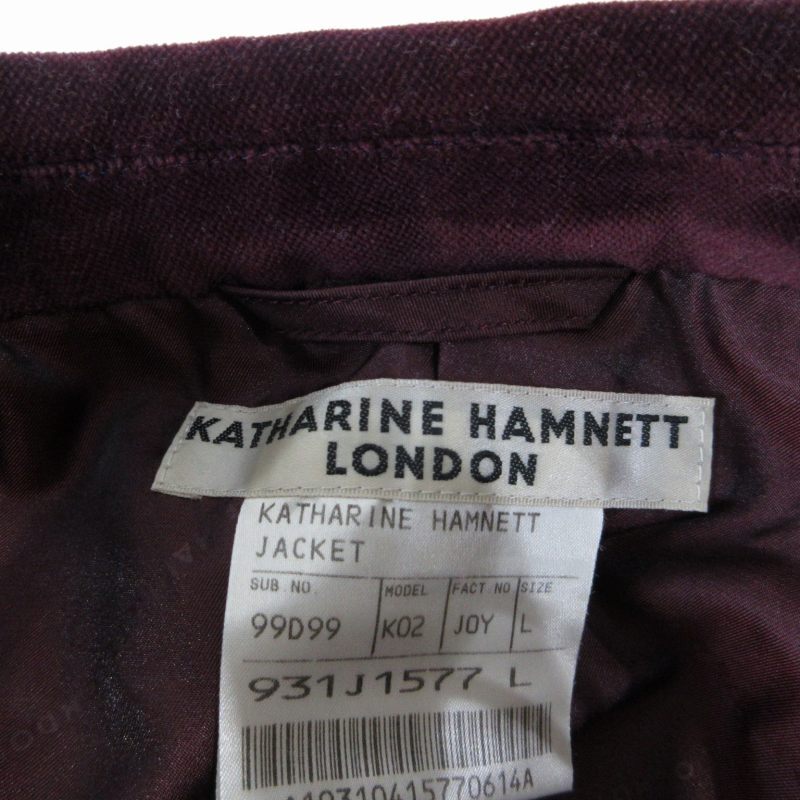 KATHARINE HAMNETT
LONDON
KATHARINE HAMNETT
JACKET
SUB NO. MODEL FACT NO SIZE
99D99 K02 JOY L
931J1577 L